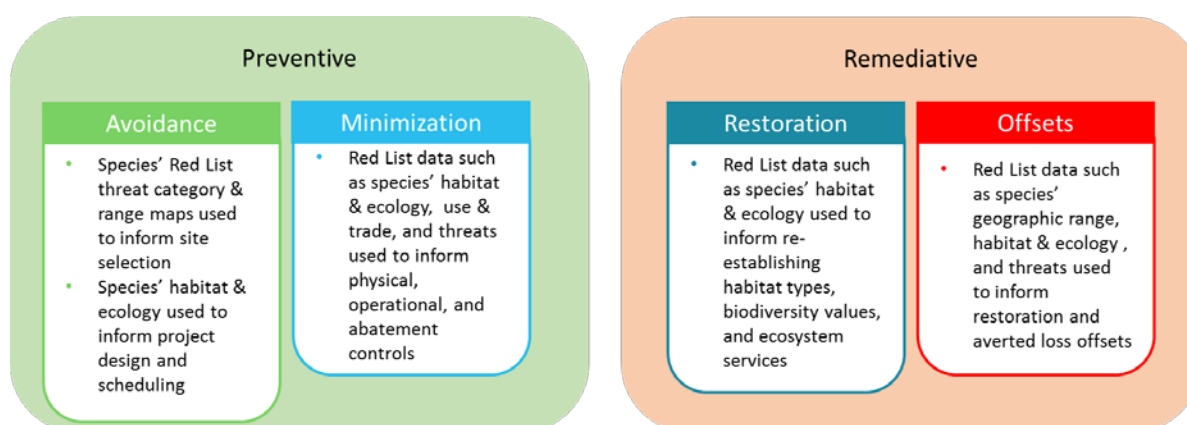 Preventive
Avoidance
• Species’ Red List
threat category &
range maps used
to inform site
selection
• Species’ habitat &
ecology used to
inform project
design and
scheduling
Minimization
• Red List data such
as species’ habitat
& ecology, use &
trade, and threats
used to inform
physical,
operational, and
abatement
controls
Remediative
Restoration
• Red List data such
as species’ habitat
& ecology used to
inform re-
establishing
habitat types,
biodiversity values,
and ecosystem
services
Offsets
• Red List data such
as species’
geographic range,
habitat & ecology ,
and threats used
to inform
restoration and
averted loss offsets